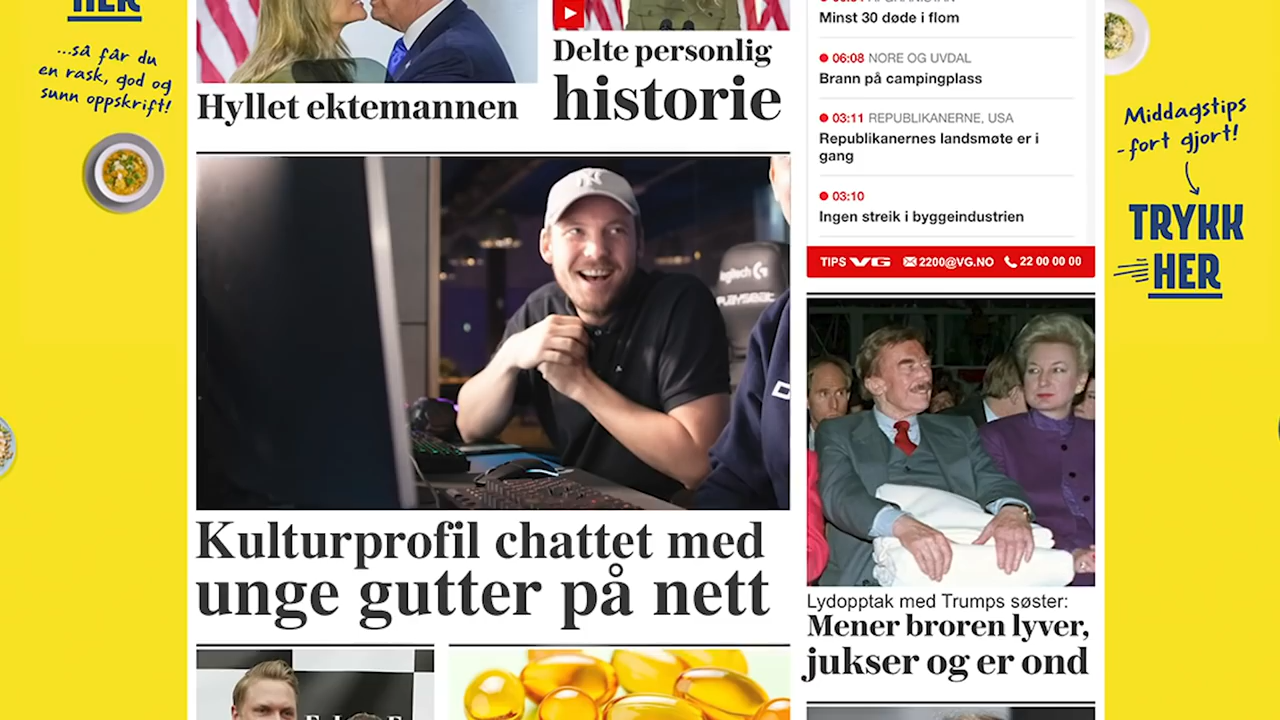 HER
...så får du
en rask, god og
sunn oppskrift!
Hyllet ektemannen
Delte personlig
historie
Minst 30 døde i flom
06:08 NORE OG UVDAL
Brann på campingplass
03:11 REPUBLIKANERNE, USA
Republikanernes landsmøte er i
gang
03:10
Ingen streik i byggeindustrien
TIPS VG 2200@VG.NO 22 00 00 00
Middagstips
- fort gjort!
TRYKK
HER
NY
logitech G
PLAYSEAT
Kulturprofil chattet med
unge gutter på nett
Lydopptak med Trumps søster:
Mener broren lyver,
jukser og er ond